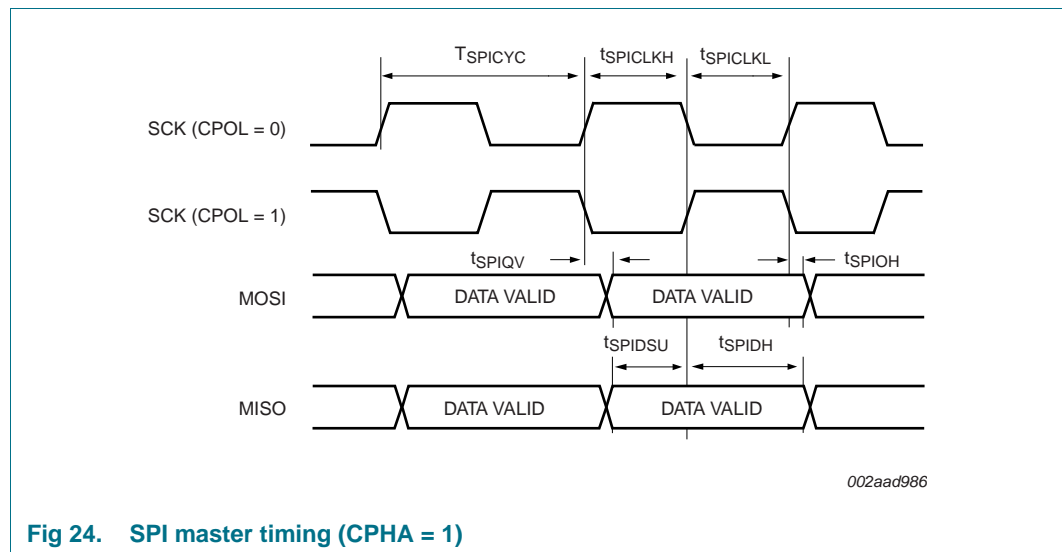 TSPICYC tSPICLKH tSPICLKL
SCK (CPOL = 0)
SCK (CPOL = 1)
tSPIQV tSPIOH
MOSI DATA VALID DATA VALID
tSPIDSU tSPIDH
MISO DATA VALID DATA VALID
002aad986
Fig 24. SPI master timing (CPHA = 1)